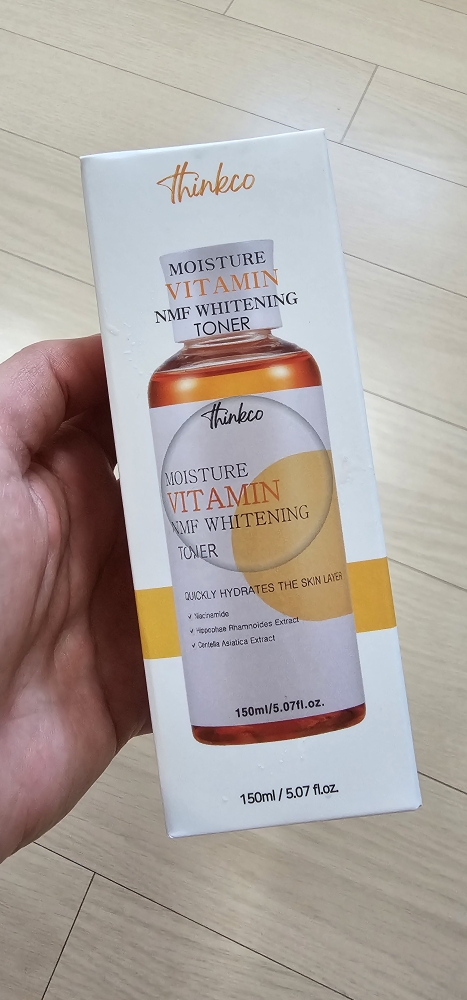 thinkco
MOISTURE
VITAMIN
NMF WHITENING
TONER
thinkco
MOISTURE
VITAMIN
NMF WHITENING
TONER
QUICKLY HYDRATES THE SKIN LAYER
✓ Niacinamide
✓ Hippophae Rhamnoides Extract
✓ Centella Asiatica Extract
150ml/5.07fl.oz.
150ml / 5.07 fl.oz.